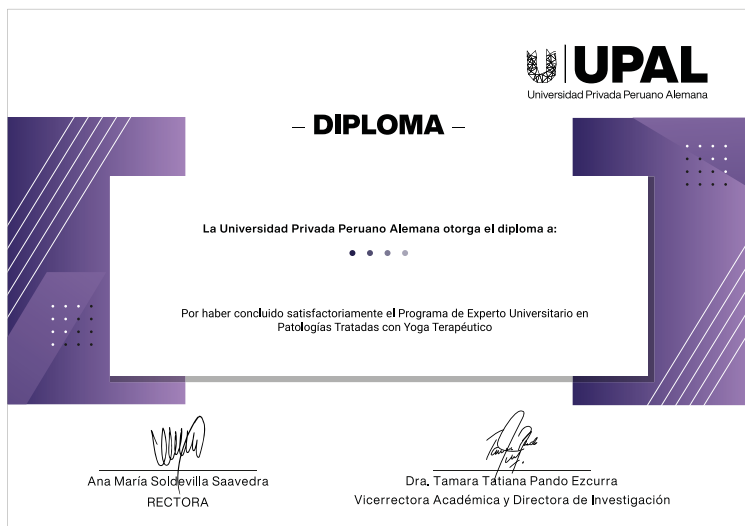 UPAL
Universidad Privada Peruano Alemana
– DIPLOMA –
La Universidad Privada Peruano Alemana otorga el diploma a:
Por haber concluido satisfactoriamente el Programa de Experto Universitario en
Patologías Tratadas con Yoga Terapéutico
Ana María Soldevilla Saavedra
RECTORA
Dra. Tamara Tatiana Pando Ezcurra
Vicerrectora Académica y Directora de Investigación